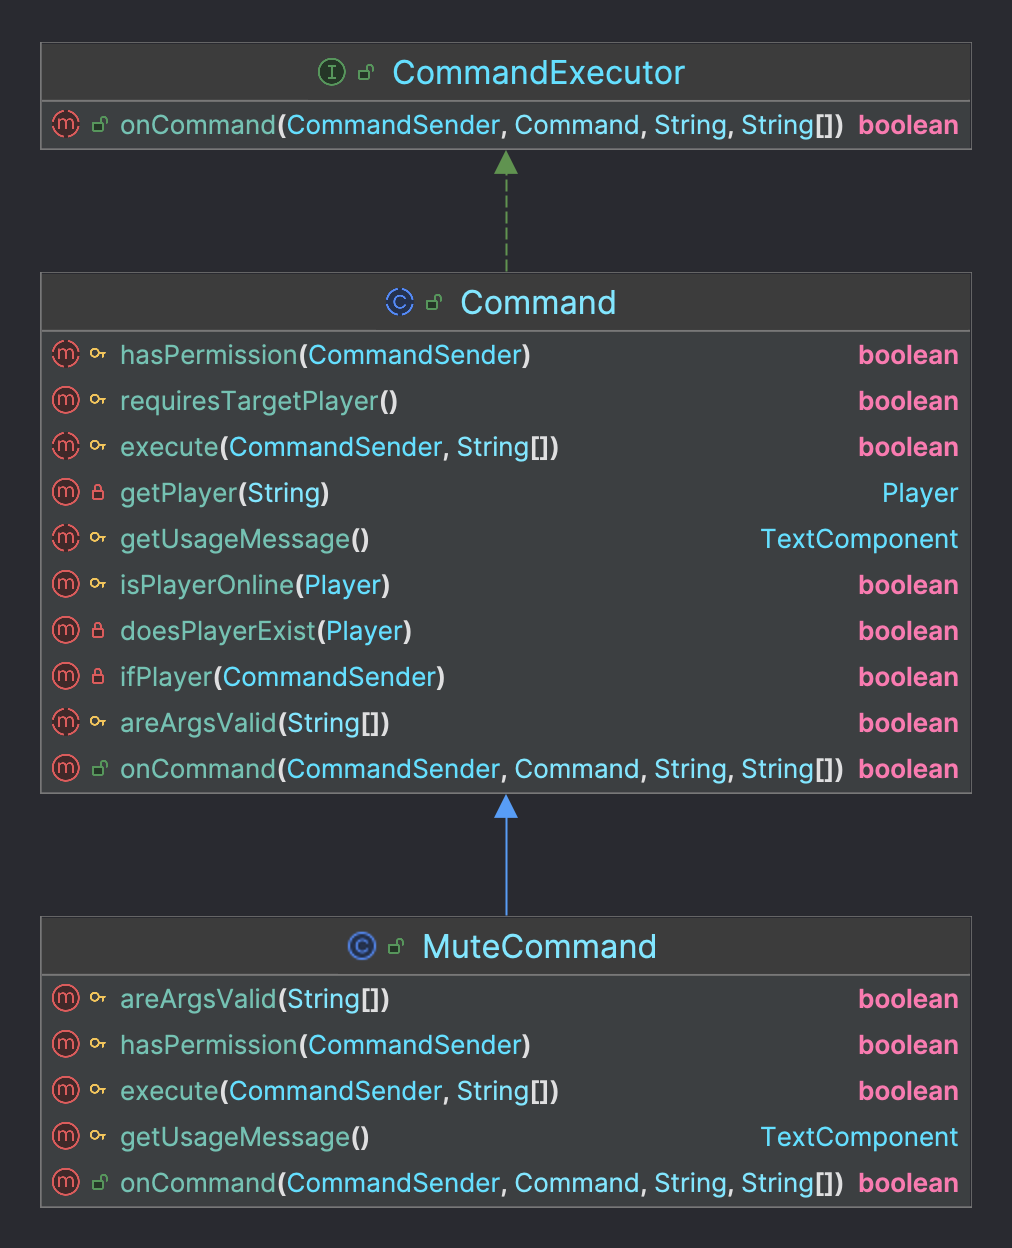 CommandExecutor
onCommand(CommandSender, Command, String, String[]) boolean
Command
hasPermission(CommandSender) boolean
requiresTargetPlayer() boolean
execute(CommandSender, String[]) boolean
getPlayer(String) Player
getUsageMessage() TextComponent
isPlayerOnline(Player) boolean
doesPlayerExist(Player) boolean
ifPlayer(CommandSender) boolean
areArgsValid(String[]) boolean
onCommand(CommandSender, Command, String, String[]) boolean
MuteCommand
areArgsValid(String[]) boolean
hasPermission(CommandSender) boolean
execute(CommandSender, String[]) boolean
getUsageMessage() TextComponent
onCommand(CommandSender, Command, String, String[]) boolean